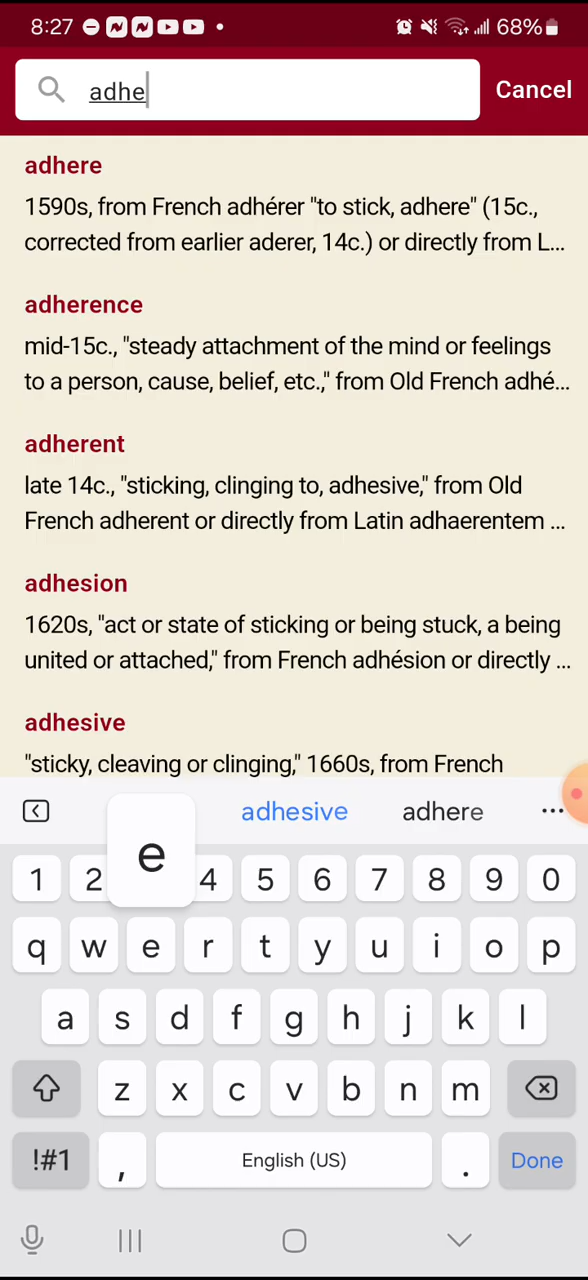 8:27 68%
adhe Cancel
adhere
1590s, from French adhérer "to stick, adhere" (15c.,
corrected from earlier aderer, 14c.) or directly from L...
adherence
mid-15c., "steady attachment of the mind or feelings
to a person, cause, belief, etc.," from Old French adhé...
adherent
late 14c., "sticking, clinging to, adhesive," from Old
French adherent or directly from Latin adhaerentem ...
adhesion
1620s, "act or state of sticking or being stuck, a being
united or attached," from French adhésion or directly ...
adhesive
"sticky, cleaving or clinging," 1660s, from French
adhesive adhere ...
e
1 2 4 5 6 7 8 9 0
q w e r t y u i o p
a s d f g h j k l
z x c v b n m
!#1 , English (US) . Done